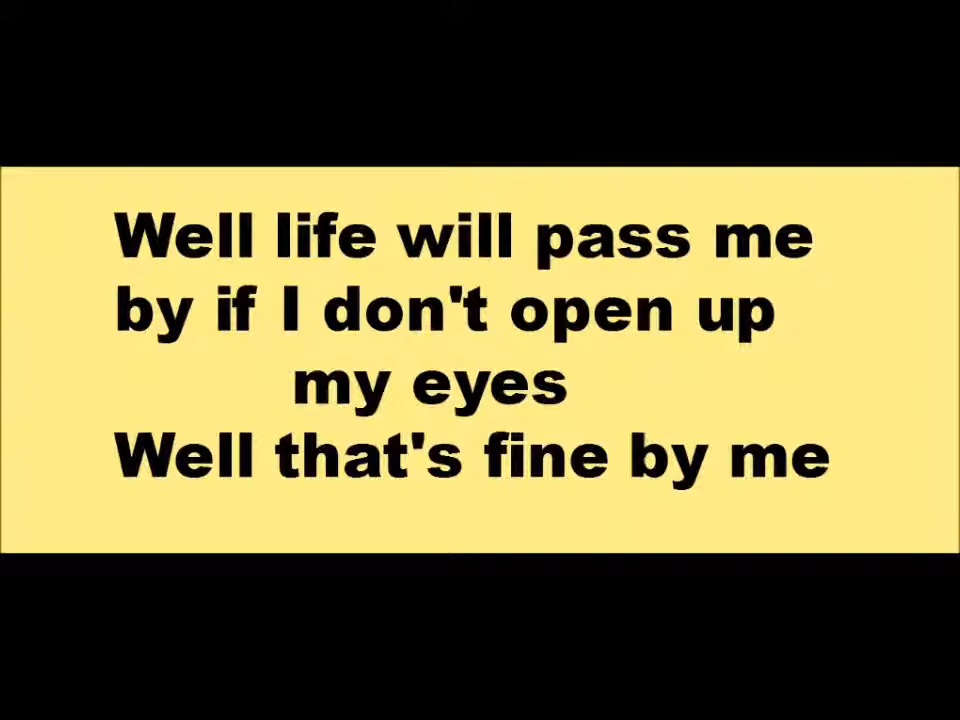 Well life will pass me
by if I don't open up
my eyes
Well that's fine by me